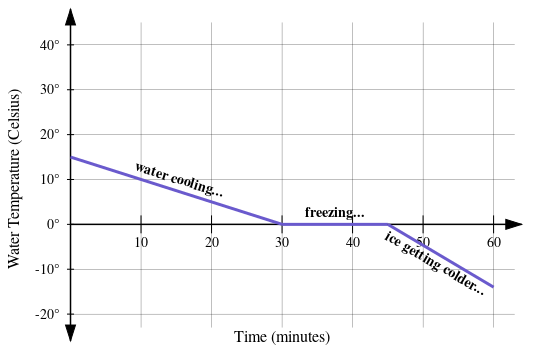 40°
30°
20°
10°
0°
-10°
-20°
Water Temperature (Celsius)
water cooling...
freezing...
ice getting colder...
10
20
30
40
50
60
Time (minutes)